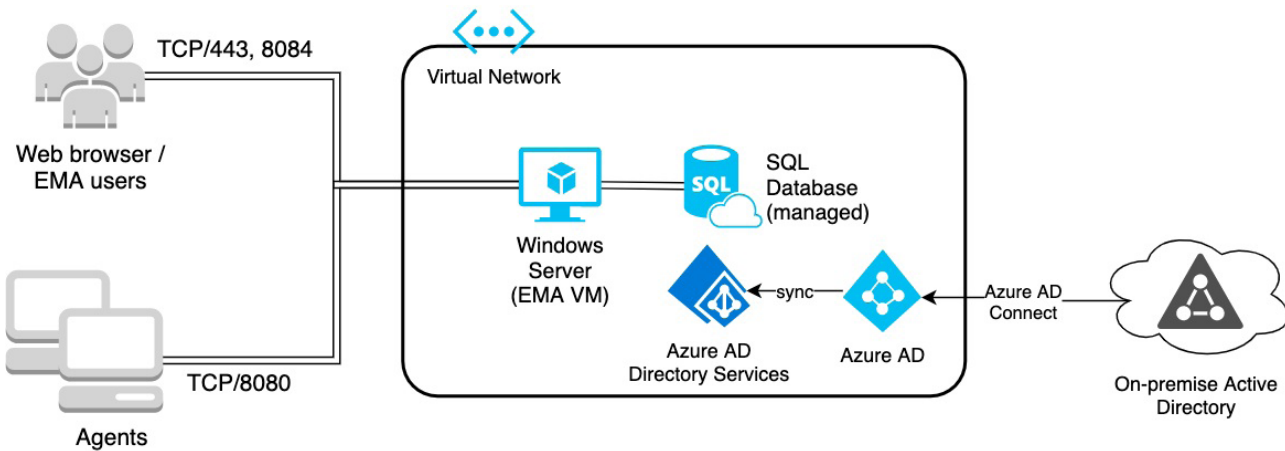 TCP/443, 8084
Web browser /
EMA users
Virtual Network
SQL
SQL
Database
(managed)
Windows
Server
(EMA VM)
sync
Azure AD
Directory Services
Azure AD
Azure AD
Connect
On-premise Active
Directory
TCP/8080
Agents